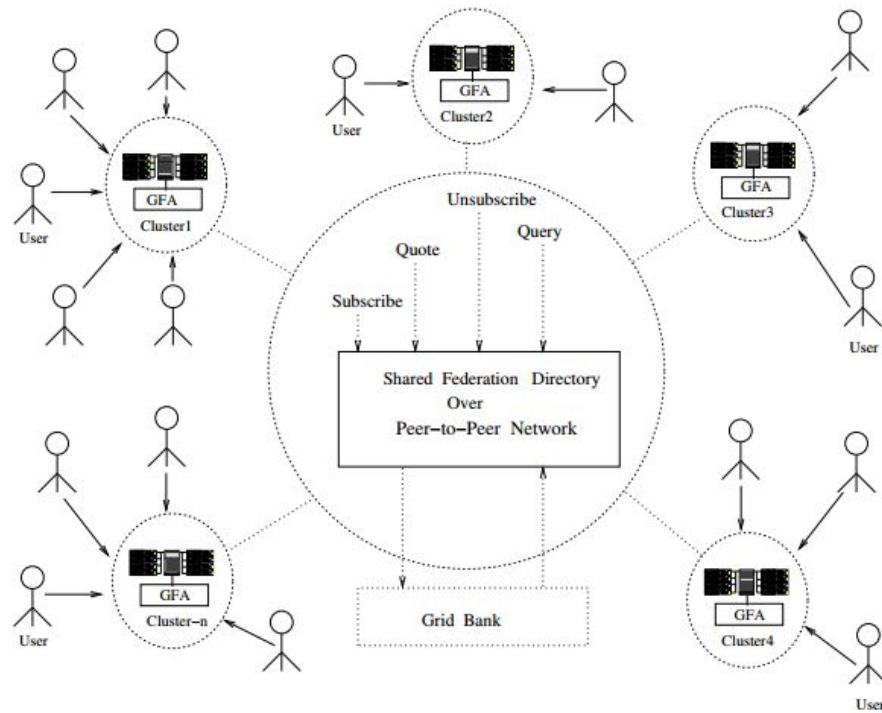 GFA
Cluster2
User
GFA
Cluster1
User
GFA
Cluster3
User
Unsubscribe
Query
Quote
Subscribe
Shared Federation Directory
Over
Peer-to-Peer Network
Grid Bank
GFA
Cluster-n
User
GFA
Cluster4
User